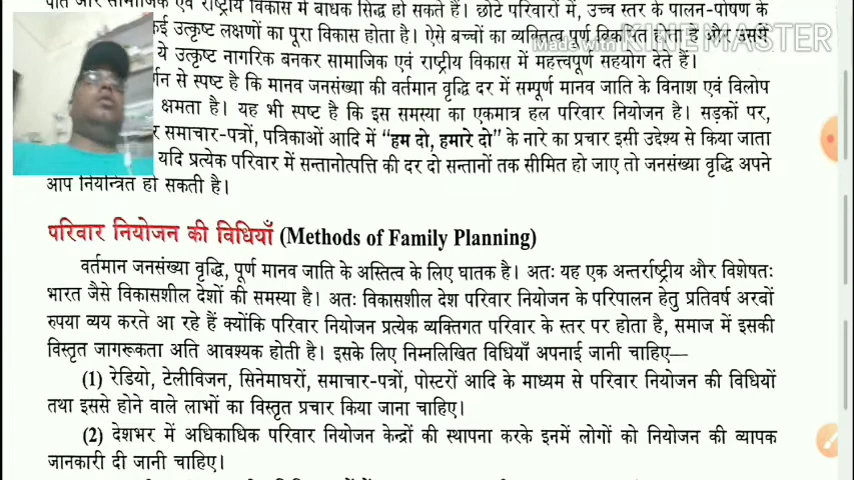 और सामाजिक एवं राष्ट्रीय विकास में बाधक सिद्ध हो सकते हैं। छोटे परिवारों में, उच्च स्तर के पालन-पोषण के
कई उत्कृष्ट लक्षणों का पूरा विकास होता है। ऐसे बच्चों का व्यक्तित्व पूर्ण विकसित होता है और उसमें
Made with KINEMASTER
ये उत्कृष्ट नागरिक बनकर सामाजिक एवं राष्ट्रीय विकास में महत्त्वपूर्ण सहयोग देते हैं।
से स्पष्ट है कि मानव जनसंख्या की वर्तमान वृद्धि दर में सम्पूर्ण मानव जाति के विनाश एवं विलोप
क्षमता है। यह भी स्पष्ट है कि इस समस्या का एकमात्र हल परिवार नियोजन है। सड़कों पर,
समाचार-पत्रों, पत्रिकाओं आदि में “हम दो, हमारे दो” के नारे का प्रचार इसी उद्देश्य से किया जाता
यदि प्रत्येक परिवार में सन्तानोत्पत्ति की दर दो सन्तानों तक सीमित हो जाए तो जनसंख्या वृद्धि अपने
आप नियन्त्रित हो सकती है।
परिवार नियोजन की विधियाँ (Methods of Family Planning)
वर्तमान जनसंख्या वृद्धि, पूर्ण मानव जाति के अस्तित्व के लिए घातक है। अतः यह एक अन्तर्राष्ट्रीय और विशेषतः
भारत जैसे विकासशील देशों की समस्या है। अतः विकासशील देश परिवार नियोजन के परिपालन हेतु प्रतिवर्ष अरबों
रुपया व्यय करते आ रहे हैं क्योंकि परिवार नियोजन प्रत्येक व्यक्तिगत परिवार के स्तर पर होता है, समाज में इसकी
विस्तृत जागरूकता अति आवश्यक होती है। इसके लिए निम्नलिखित विधियाँ अपनाई जानी चाहिए—
(1) रेडियो, टेलीविजन, सिनेमाघरों, समाचार-पत्रों, पोस्टरों आदि के माध्यम से परिवार नियोजन की विधियों
तथा इससे होने वाले लाभों का विस्तृत प्रचार किया जाना चाहिए।
(2) देशभर में अधिकाधिक परिवार नियोजन केन्द्रों की स्थापना करके इनमें लोगों को नियोजन की व्यापक
जानकारी दी जानी चाहिए।